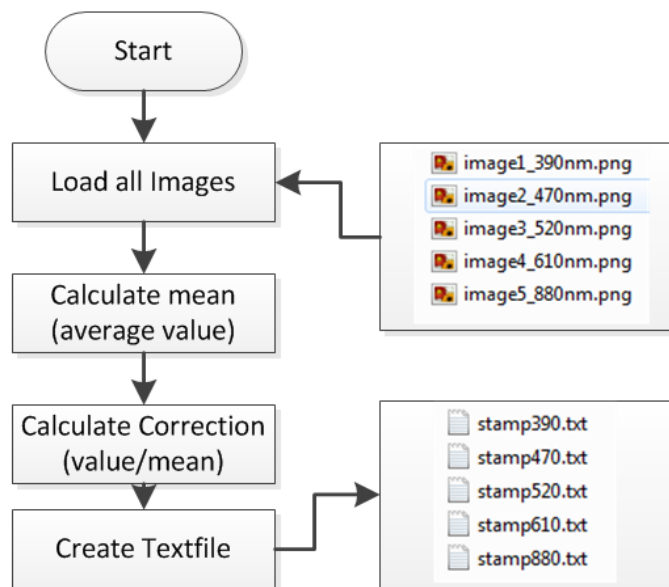 Start
Load all Images
image1_390nm.png
image2_470nm.png
image3_520nm.png
image4_610nm.png
image5_880nm.png
Calculate mean
(average value)
Calculate Correction
(value/mean)
Create Textfile
stamp390.txt
stamp470.txt
stamp520.txt
stamp610.txt
stamp880.txt